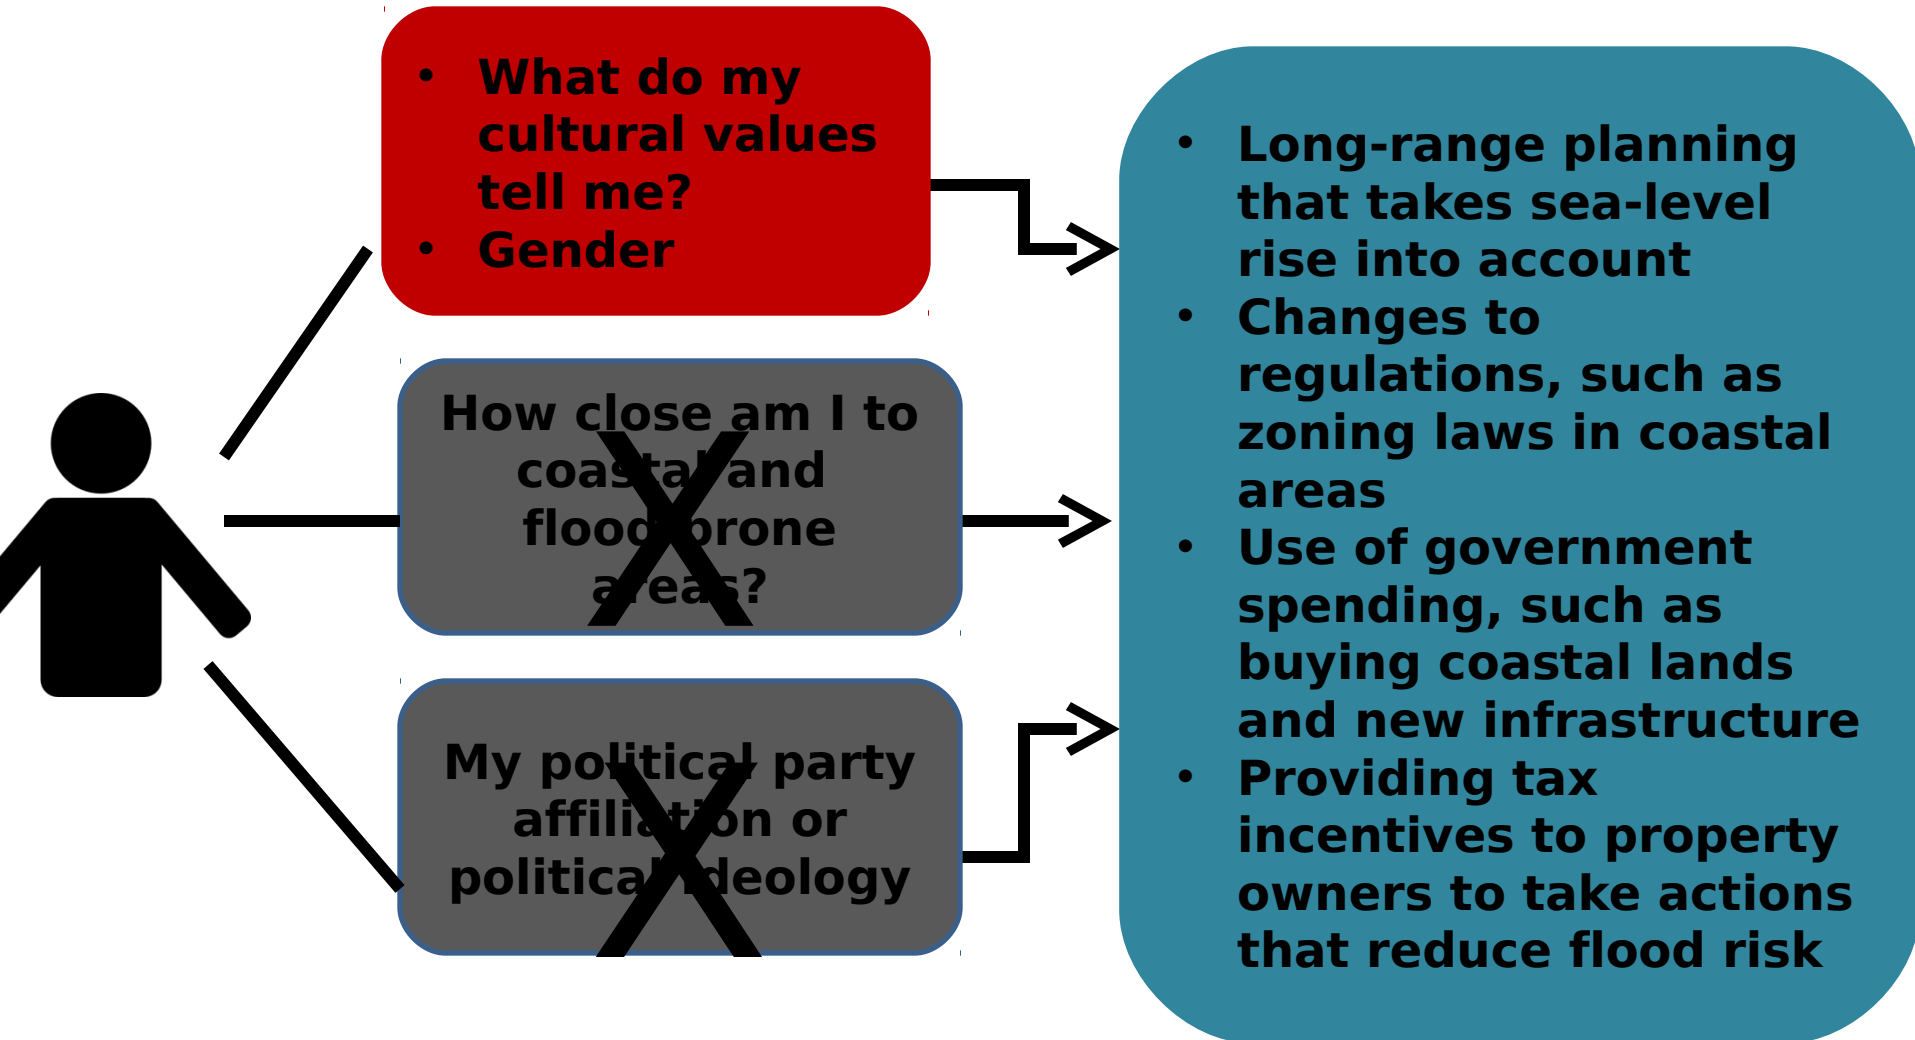 • What do my
cultural values
tell me?
• Gender
How close am I to
coastal and
flood prone
areas?
X
My political party
affiliation or
political ideology
X
• Long-range planning
that takes sea-level
rise into account
• Changes to
regulations, such as
zoning laws in coastal
areas
• Use of government
spending, such as
buying coastal lands
and new infrastructure
• Providing tax
incentives to property
owners to take actions
that reduce flood risk